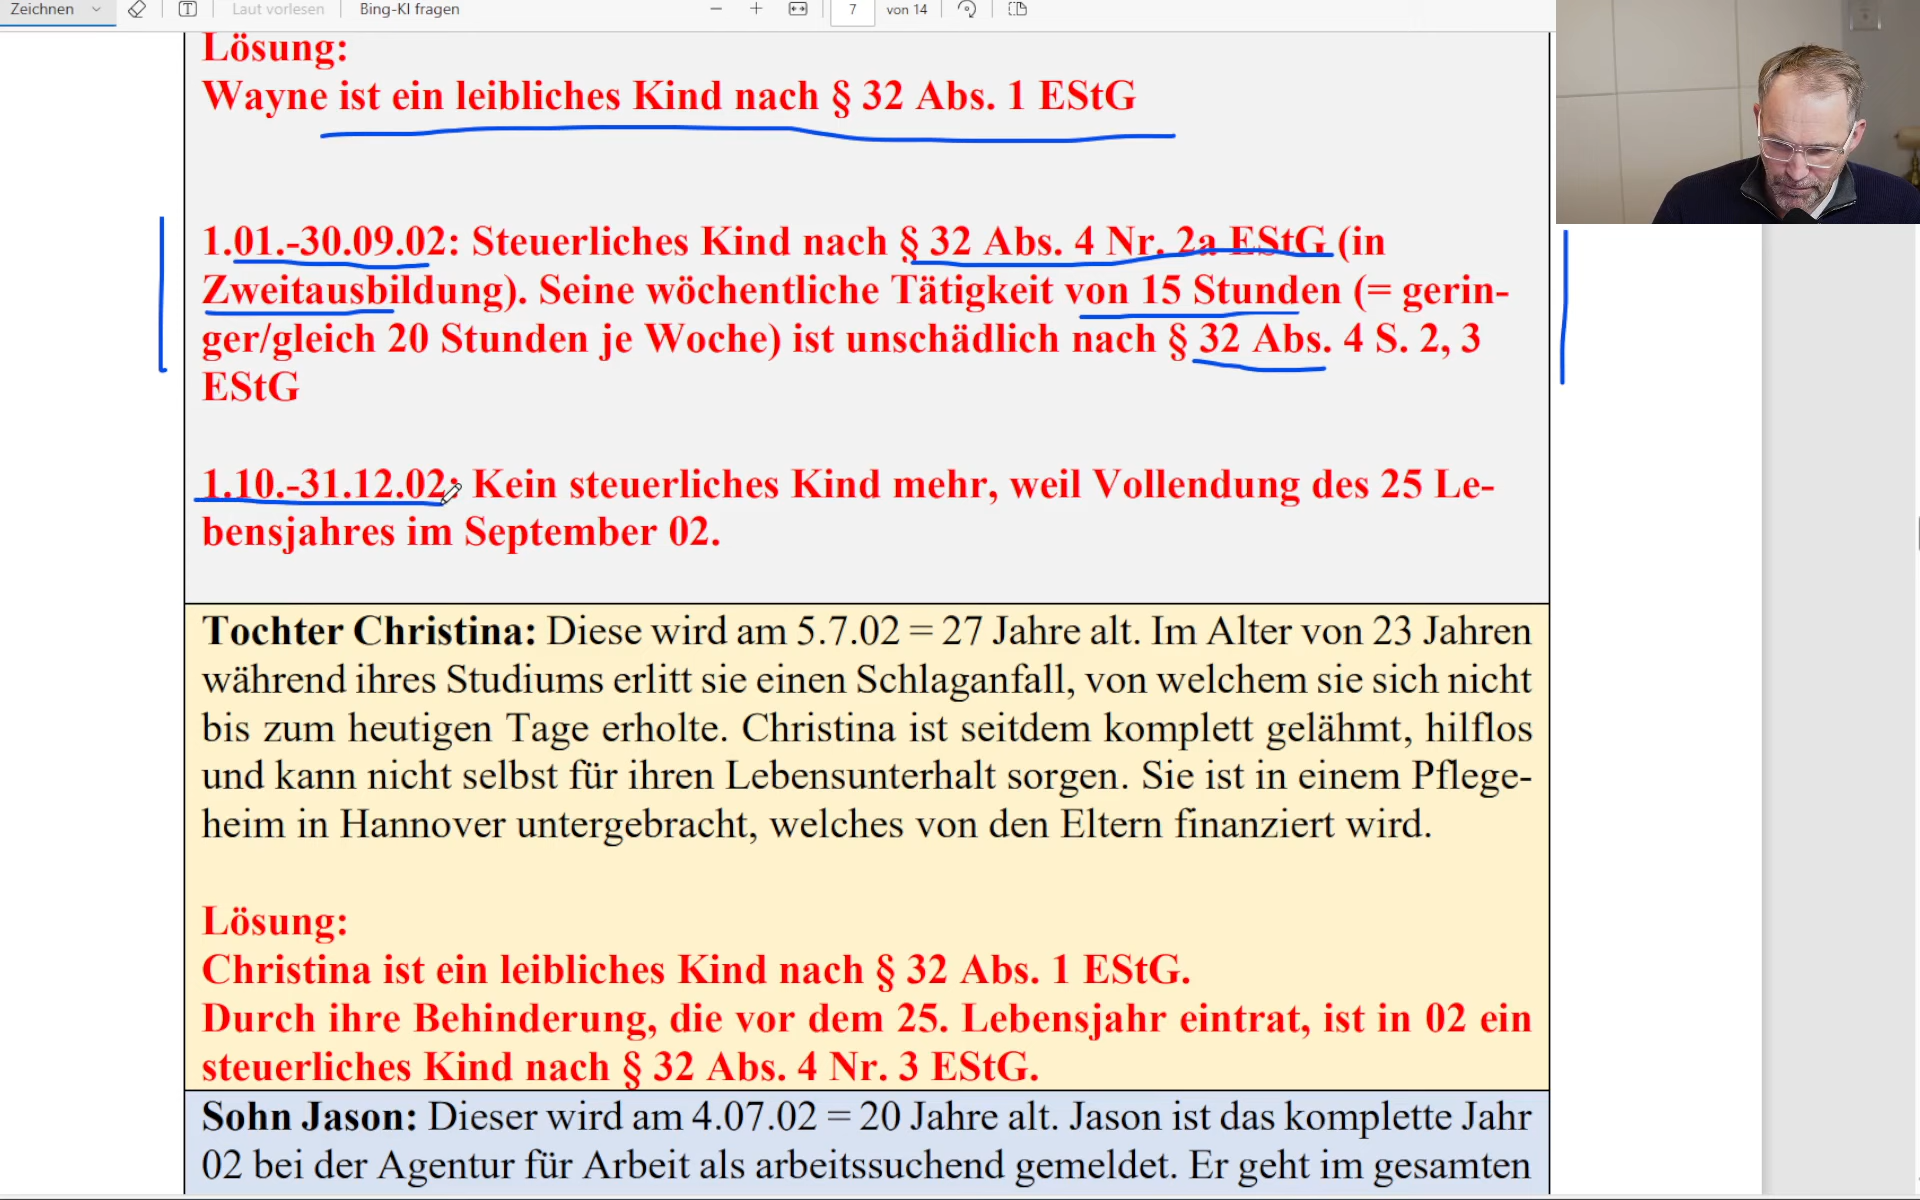 Zeichnen
Laut vorlesen
Bing-KI fragen
7
von 14
Lösung:
Wayne ist ein leibliches Kind nach § 32 Abs. 1 EStG
1.01.-30.09.02: Steuerliches Kind nach § 32 Abs. 4 Nr. 2a EStG (in
Zweitausbildung). Seine wöchentliche Tätigkeit von 15 Stunden (= gerin-
ger/gleich 20 Stunden je Woche) ist unschädlich nach § 32 Abs. 4 S. 2, 3
EStG
1.10.-31.12.02: Kein steuerliches Kind mehr, weil Vollendung des 25 Le-
bensjahres im September 02.
Tochter Christina: Diese wird am 5.7.02 = 27 Jahre alt. Im Alter von 23 Jahren
während ihres Studiums erlitt sie einen Schlaganfall, von welchem sie sich nicht
bis zum heutigen Tage erholte. Christina ist seitdem komplett gelähmt, hilflos
und kann nicht selbst für ihren Lebensunterhalt sorgen. Sie ist in einem Pflege-
heim in Hannover untergebracht, welches von den Eltern finanziert wird.
Lösung:
Christina ist ein leibliches Kind nach § 32 Abs. 1 EStG.
Durch ihre Behinderung, die vor dem 25. Lebensjahr eintrat, ist in 02 ein
steuerliches Kind nach § 32 Abs. 4 Nr. 3 EStG.
Sohn Jason: Dieser wird am 4.07.02 = 20 Jahre alt. Jason ist das komplette Jahr
02 bei der Agentur für Arbeit als arbeitssuchend gemeldet. Er geht im gesamten